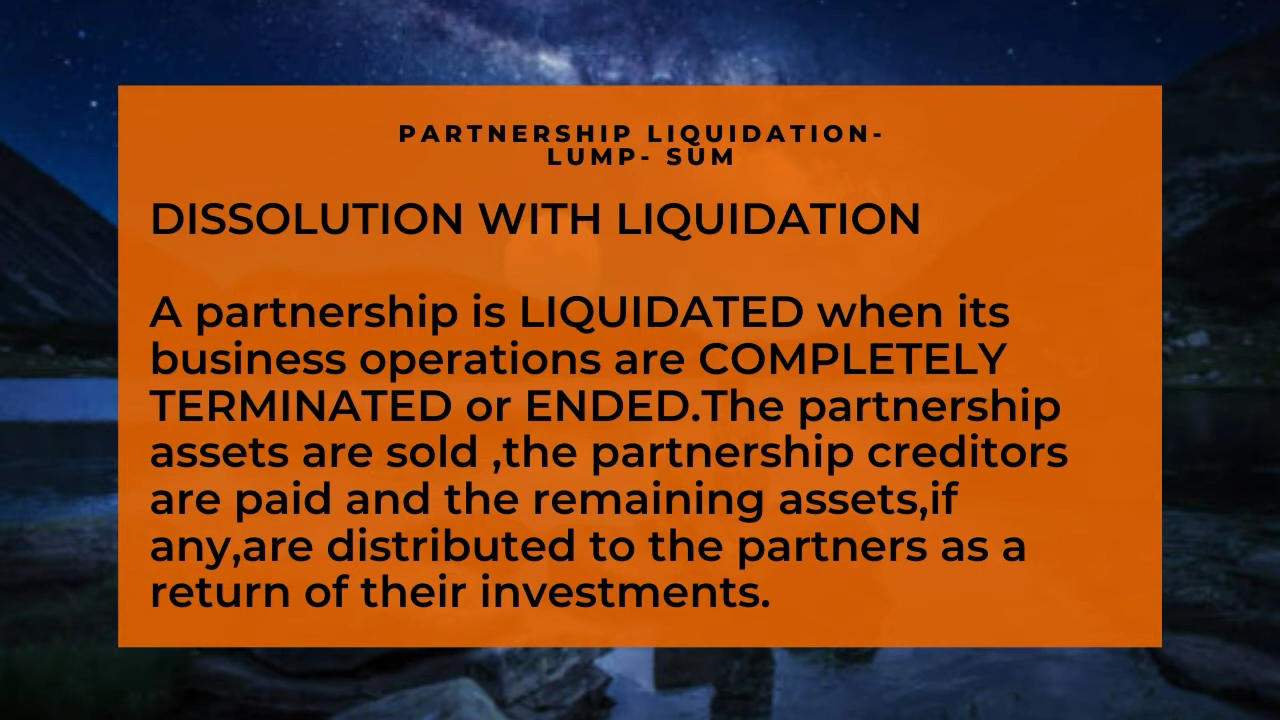 PARTNERSHIP LIQUIDATION-
LUMP- SUM
DISSOLUTION WITH LIQUIDATION
A partnership is LIQUIDATED when its
business operations are COMPLETELY
TERMINATED or ENDED.The partnership
assets are sold ,the partnership creditors
are paid and the remaining assets,if
any,are distributed to the partners as a
return of their investments.